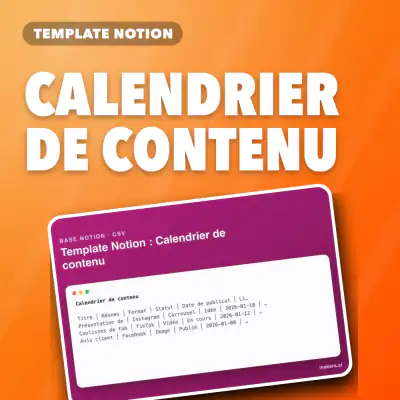 TEMPLATE NOTION
CALENDRIER
DE CONTENU
BASE NOTION · CSV
Template Notion : Calendrier de
contenu
Calendrier de contenu
Titre | Réseau | Format | Statut | Date de publicat | Li…
Présentation de | Instagram | Carrousel | Idée | 2026-01-10 | …
Coulisses de fab | TikTok | Vidéo | En cours | 2026-01-12 | …
Avis client | Facebook | Image | Publié | 2026-01-08 | …